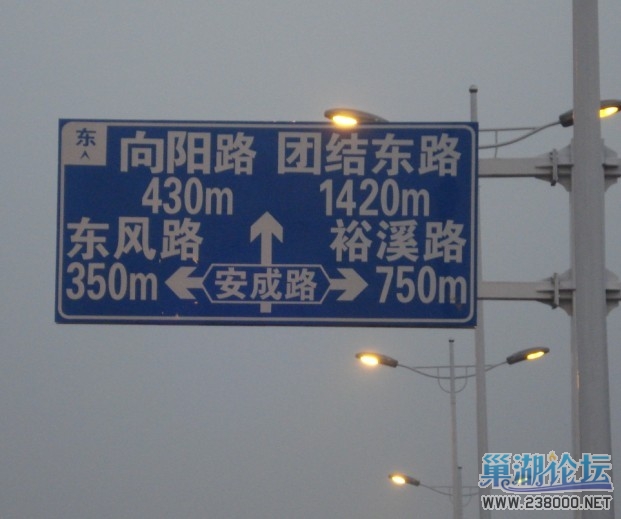 东
向阳路 团结东路
430m 1420m
东风路 裕溪路
350m 安成路 750m
巢湖论坛
WWW.238000.NET